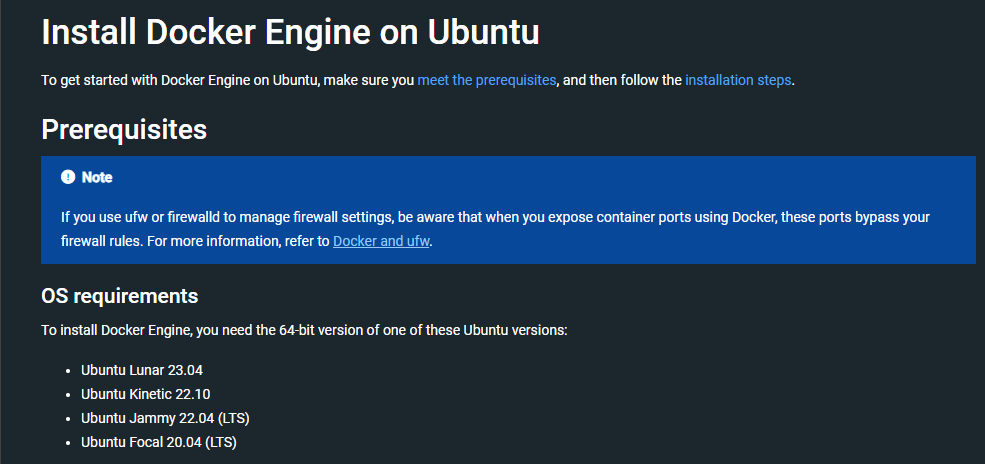 Install Docker Engine on Ubuntu
To get started with Docker Engine on Ubuntu, make sure you meet the prerequisites, and then follow the installation steps.
Prerequisites
Note
If you use ufw or firewalld to manage firewall settings, be aware that when you expose container ports using Docker, these ports bypass your
firewall rules. For more information, refer to Docker and ufw.
OS requirements
To install Docker Engine, you need the 64-bit version of one of these Ubuntu versions:
• Ubuntu Lunar 23.04
• Ubuntu Kinetic 22.10
• Ubuntu Jammy 22.04 (LTS)
• Ubuntu Focal 20.04 (LTS)